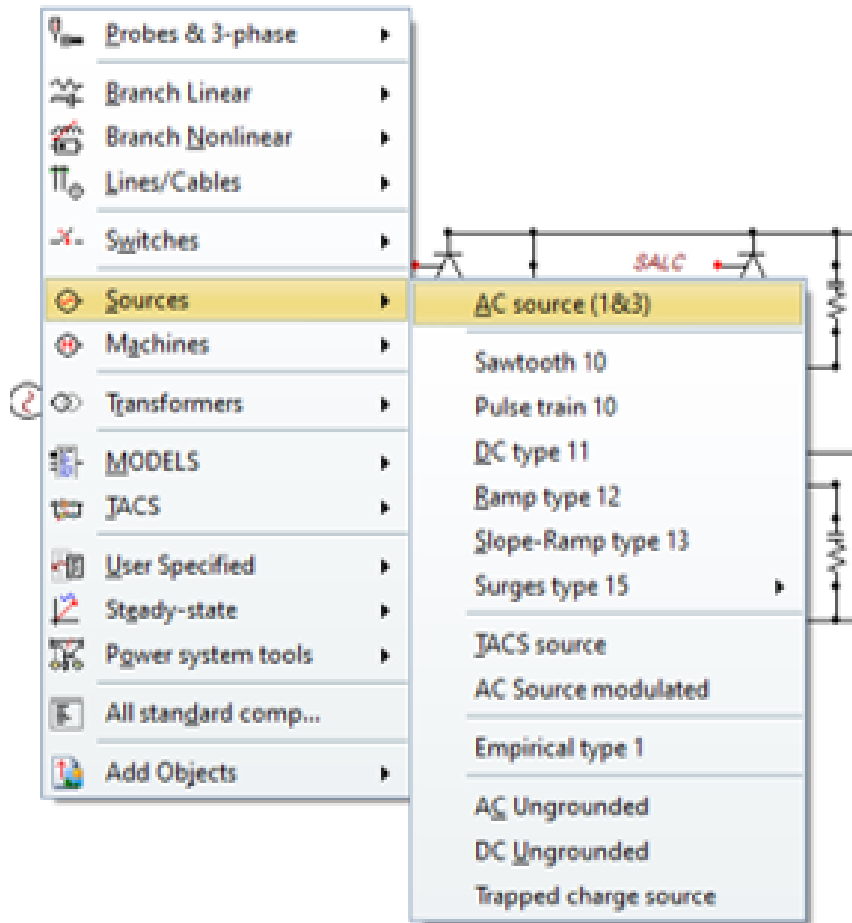 Probes & 3-phase
Branch Linear
Branch Nonlinear
Lines/Cables
Switches
Sources
Machines
Transformers
MODELS
TACS
User Specified
Steady-state
Power system tools
All standard comp...
Add Objects
SALC
AC source (1&3)
Sawtooth 10
Pulse train 10
DC type 11
Ramp type 12
Slope-Ramp type 13
Surges type 15
TACS source
AC Source modulated
Empirical type 1
AC Ungrounded
DC Ungrounded
Trapped charge source